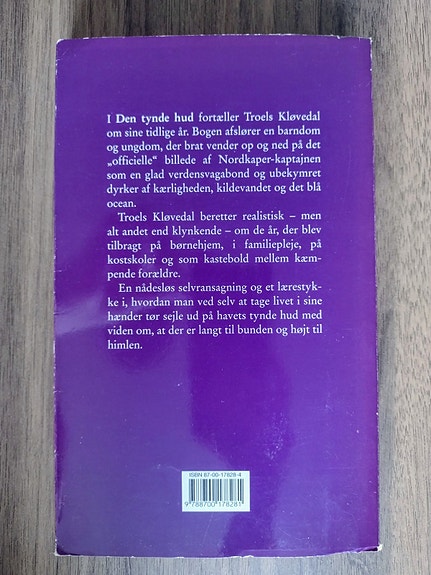 I Den tynde hud fortæller Troels Kløvedal
om sine tidlige år. Bogen afslører en barndom
og ungdom, der brat vender op og ned på det
„officielle“ billede af Nordkaper-kaptajnen
som en glad verdensvagabond og ubekymret
dyrker af kærligheden, kildevandet og det blå
ocean.
Troels Kløvedal beretter realistisk – men
alt andet end klynkende – om de år, der blev
tilbragt på børnehjem, i familiepleje, på
kostskoler og som kastebold mellem kæm-
pende forældre.
En nådesløs selvransagning og et lærestyk-
ke i, hvordan man ved selv at tage livet i sine
hænder tør sejle ud på havets tynde hud med
viden om, at der er langt til bunden og højt til
himlen.
ISBN 87-00-17828-4
9 788700 178281